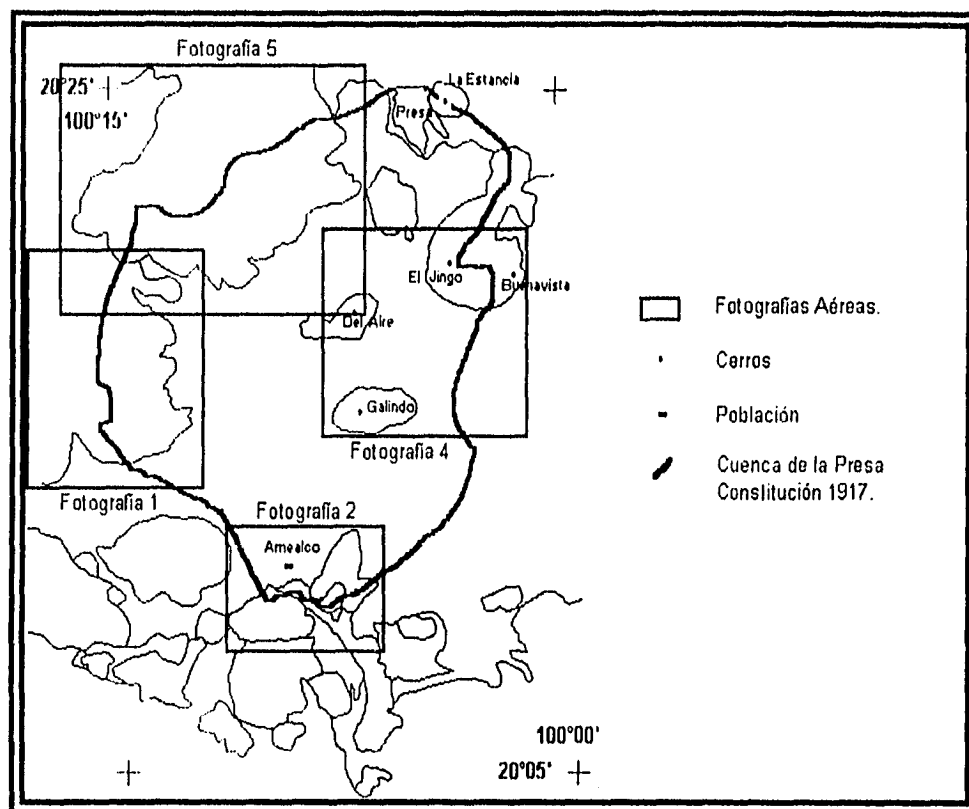 Fotografía 5
La Estancia
20°25'
Presa
100°15'
El Jingo
Buenavista
Del Aire
Galindo
Fotografía 4
Fotografía 1
Fotografía 2
Amealco
100°00'
20°05'
Fotografías Aéreas.
Cerros
Población
Cuenca de la Presa
Constitución 1917.